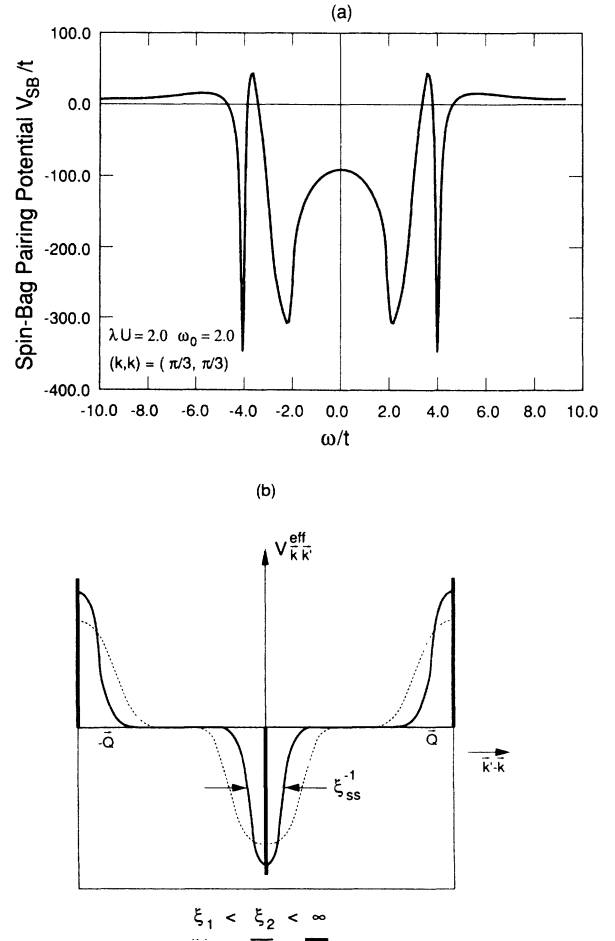 (a)
Spin-Bag Pairing Potential V_SB/t
100.0
0.0
-100.0
-200.0
-300.0
-400.0
λU = 2.0 ω₀ = 2.0
(k,k) = ( π/3, π/3)
-10.0 -8.0 -6.0 -4.0 -2.0 0.0 2.0 4.0 6.0 8.0 10.0
ω/t
(b)
V^eff_k⃗ k⃗'
-Q⃗
Q⃗
k⃗'-k⃗
ξ_ss^-1
ξ₁ < ξ₂ < ∞